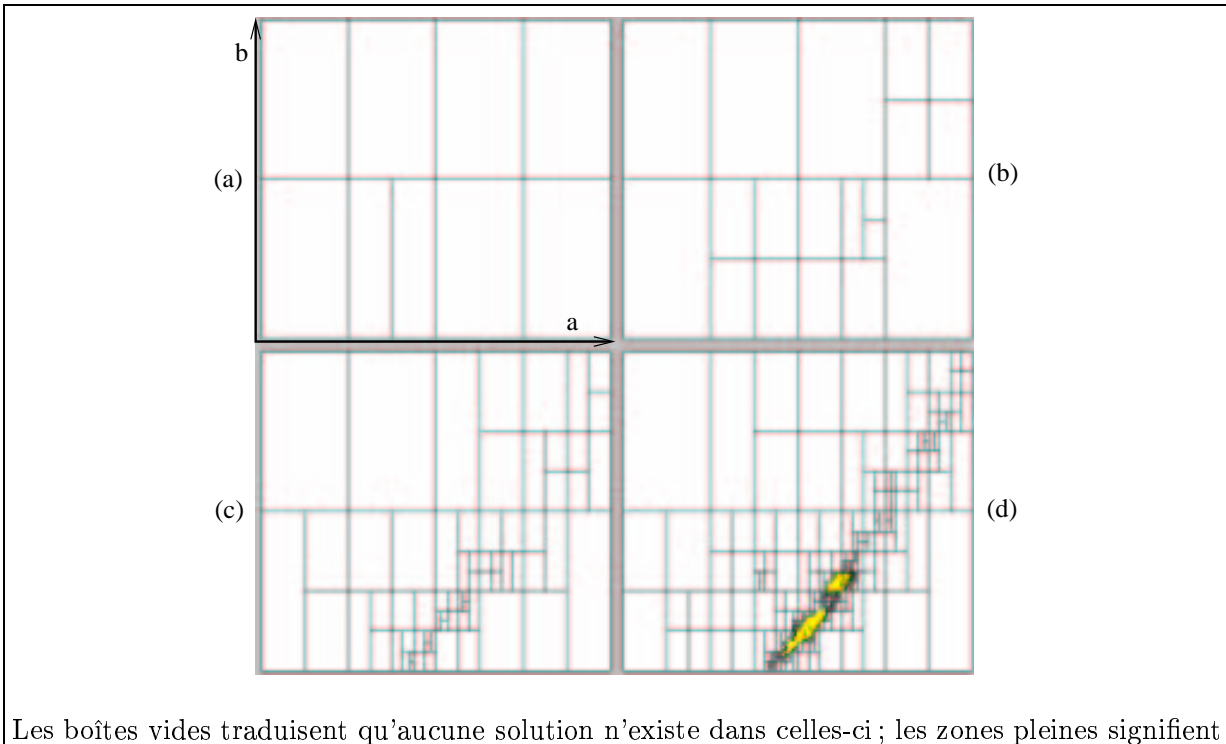 b
(a)
(b)
a
(c)
(d)
Les boîtes vides traduisent qu'aucune solution n'existe dans celles-ci ; les zones pleines signifient